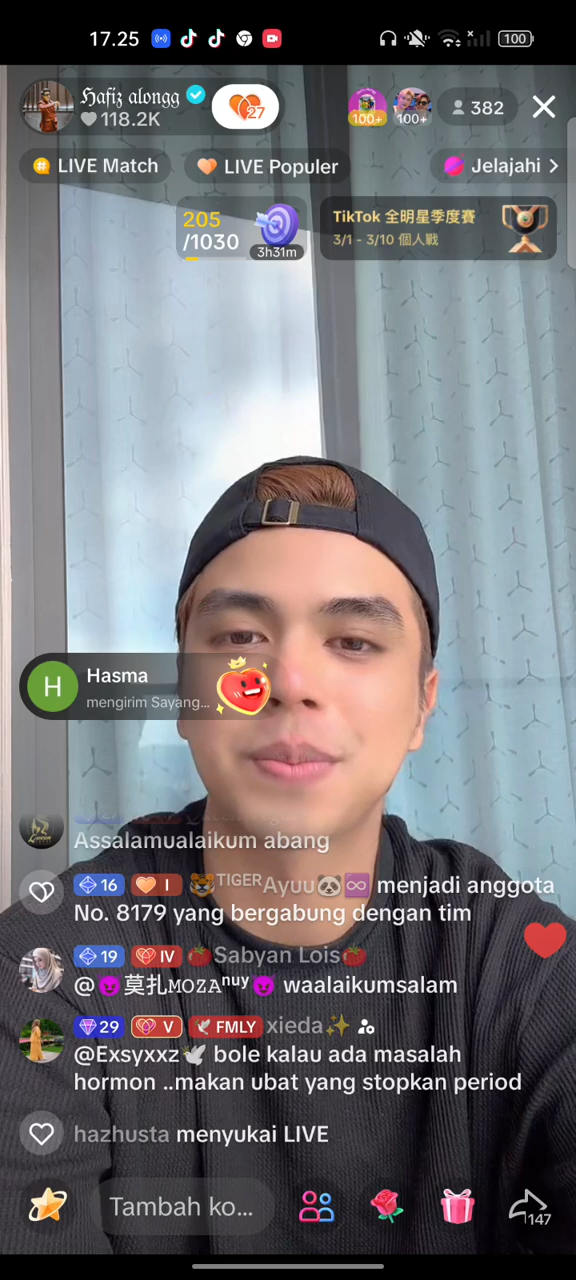 17.25
100
Hafiz alongg
118.2K
27
100+
100+
382
LIVE Match
LIVE Populer
Jelajahi
205
/1030
3h31m
TikTok 全明星季度賽
3/1 - 3/10 個人戰
H
Hasma
mengirim Sayang...
Assalamualaikum abang
16 I 🐯ᵀᴵᴳᴱᴿAyuu🐼♾️ menjadi anggota
No. 8179 yang bergabung dengan tim
19 IV 🍅Sabyan Lois🍅
@😈莫扎𝙼𝙾𝚉𝙰ⁿᵘʸ😈 waalaikumsalam
29 V FMLY xieda✨
@Exsyxxz🕊️ bole kalau ada masalah
hormon ..makan ubat yang stopkan period
hazhusta menyukai LIVE
Tambah ko...
147